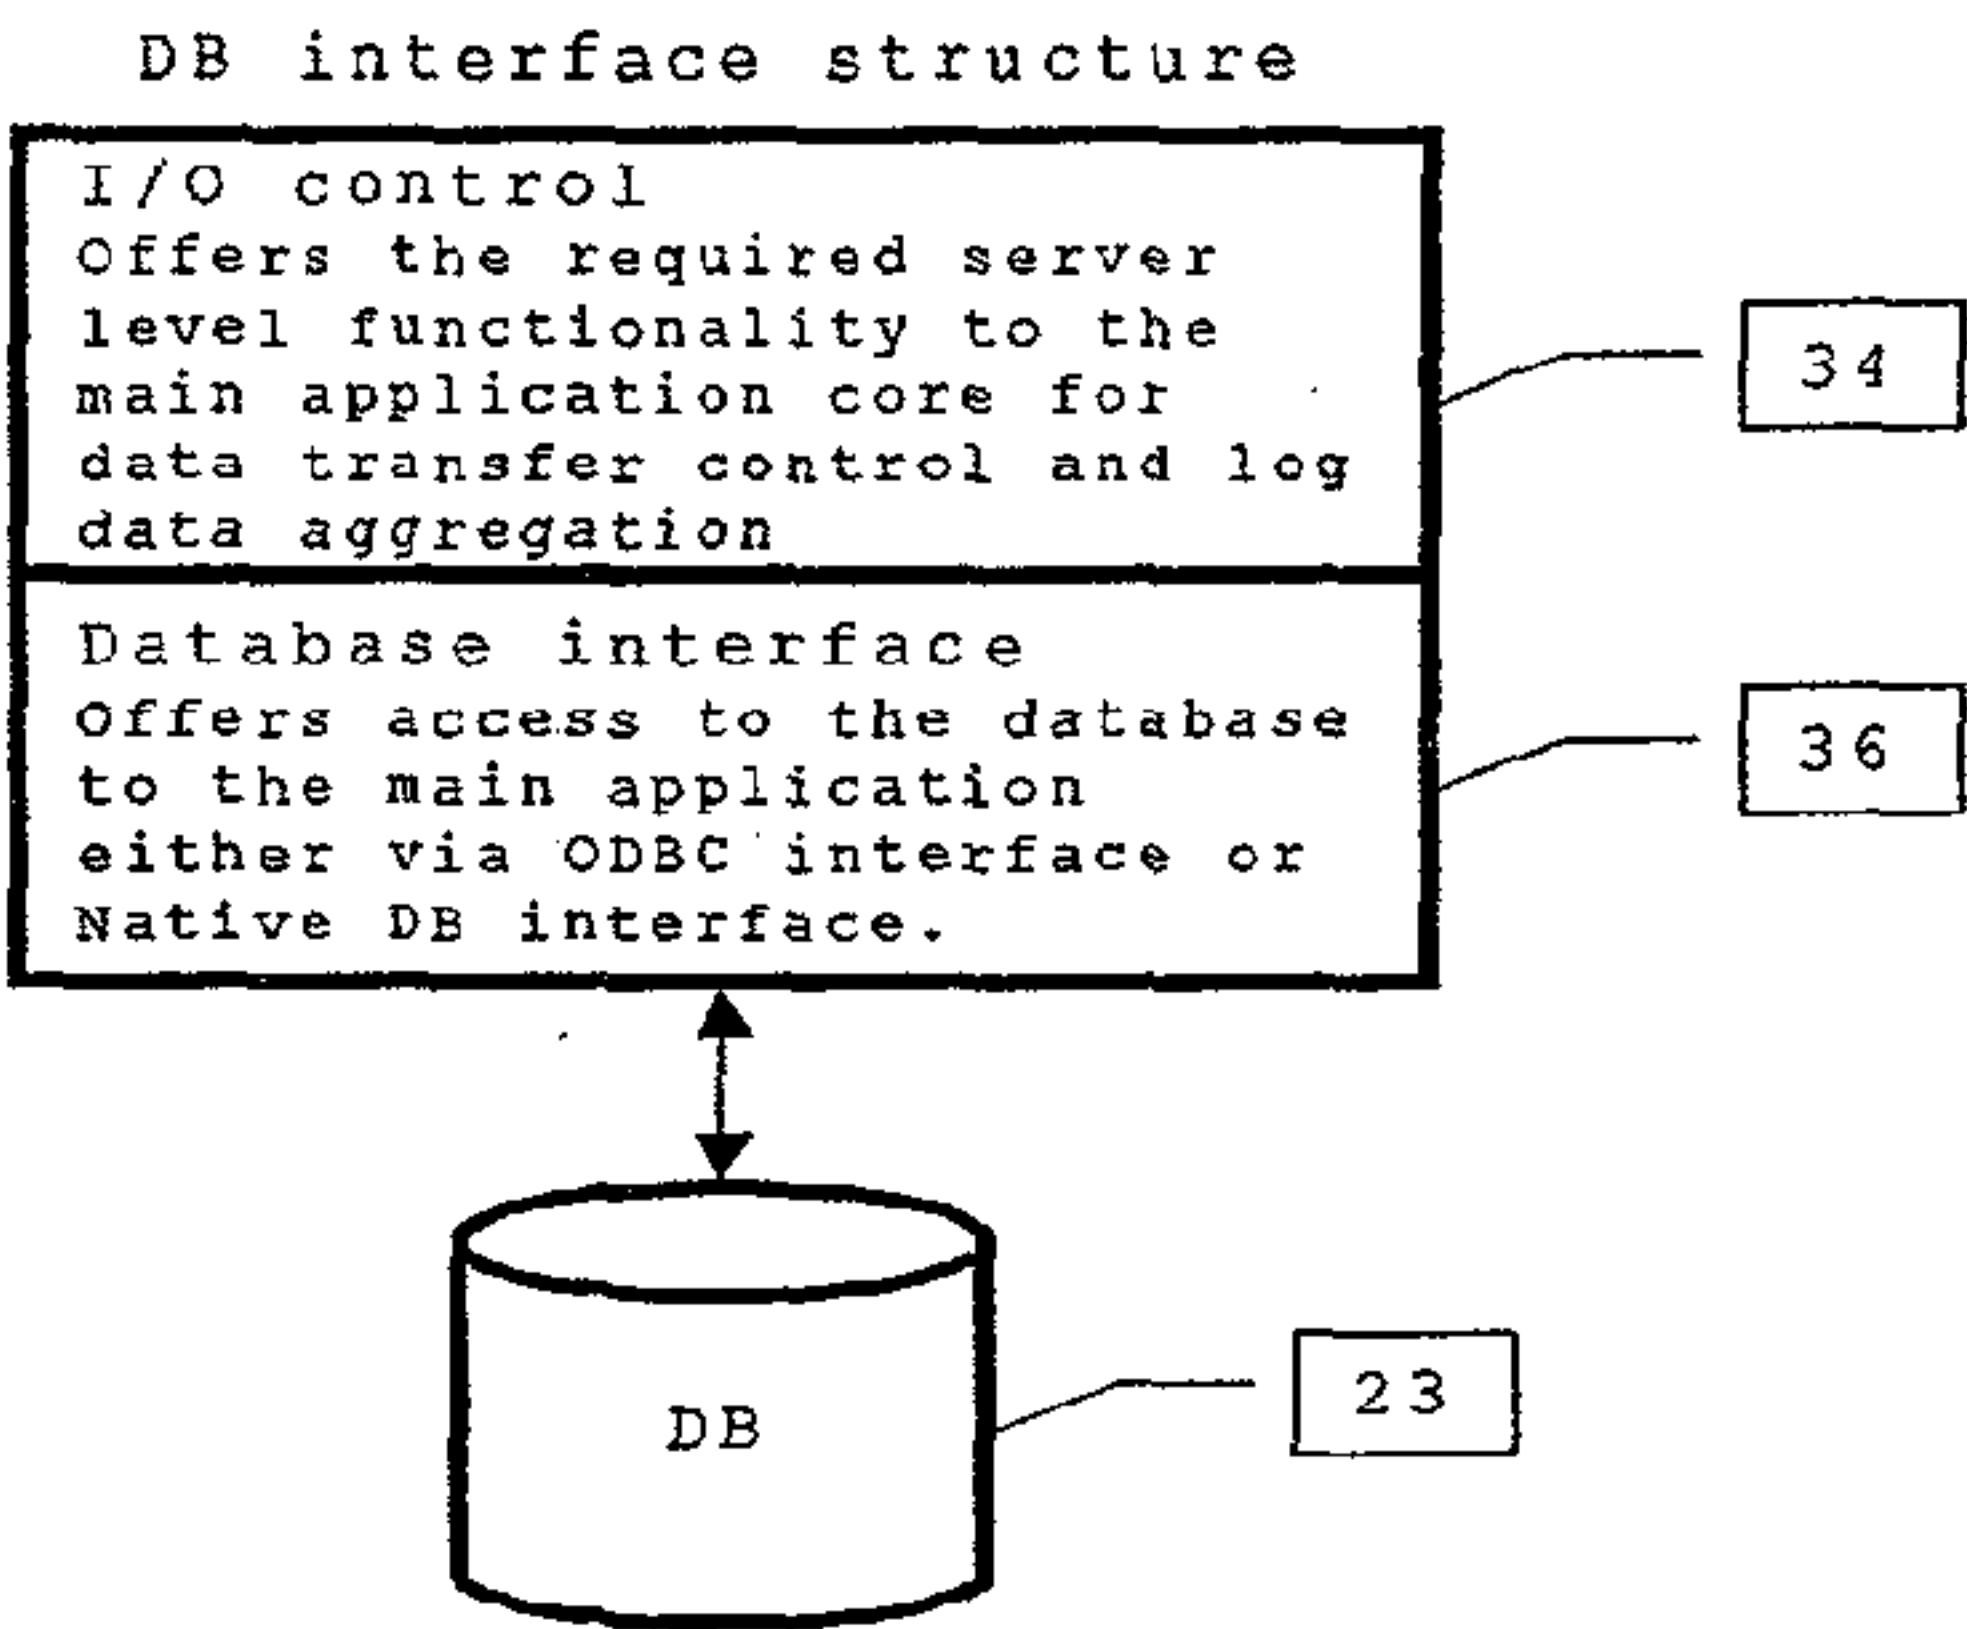 DB interface structure
I/O control
Offers the required server
level functionality to the
main application core for
data transfer control and log
data aggregation
34
Database interface
Offers access to the database
to the main application
either via ODBC interface or
Native DB interface.
36
DB
23